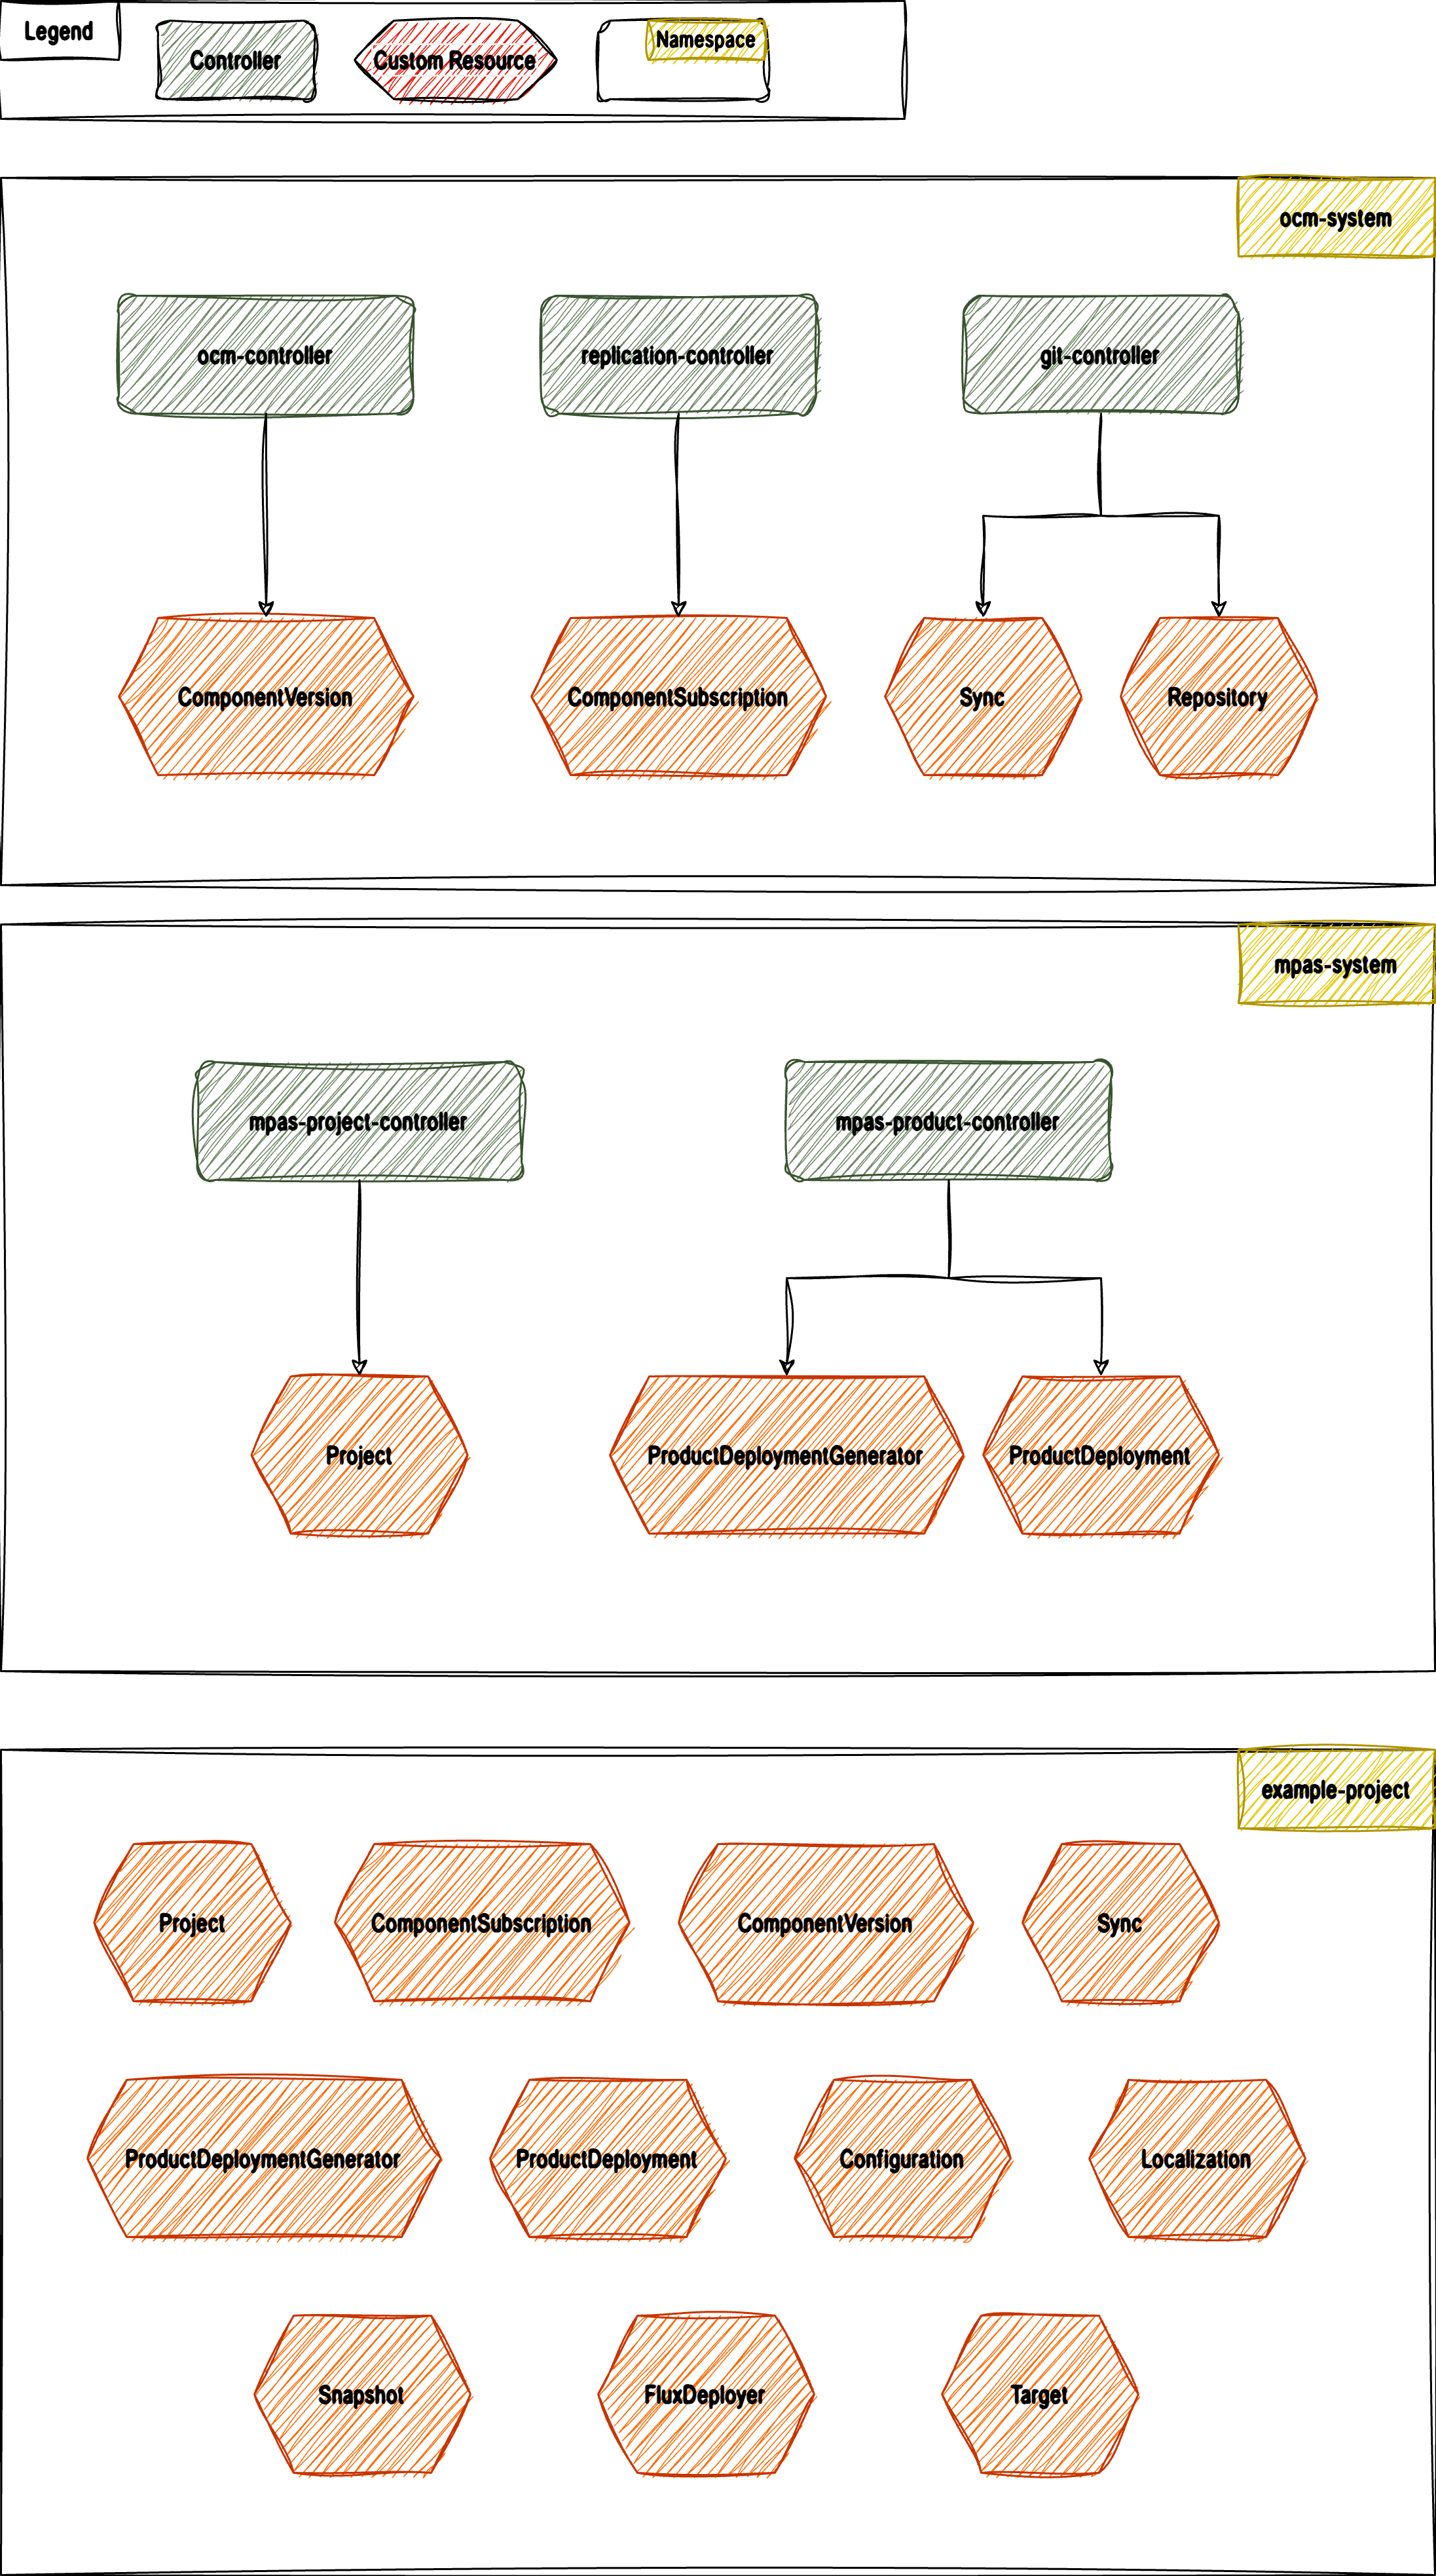 Legend
Controller
Custom Resource
Namespace
ocm-system
ocm-controller
replication-controller
git-controller
ComponentVersion
ComponentSubscription
Sync
Repository
mpas-system
mpas-project-controller
mpas-product-controller
Project
ProductDeploymentGenerator
ProductDeployment
example-project
Project
ComponentSubscription
ComponentVersion
Sync
ProductDeploymentGenerator
ProductDeployment
Configuration
Localization
Snapshot
FluxDeployer
Target